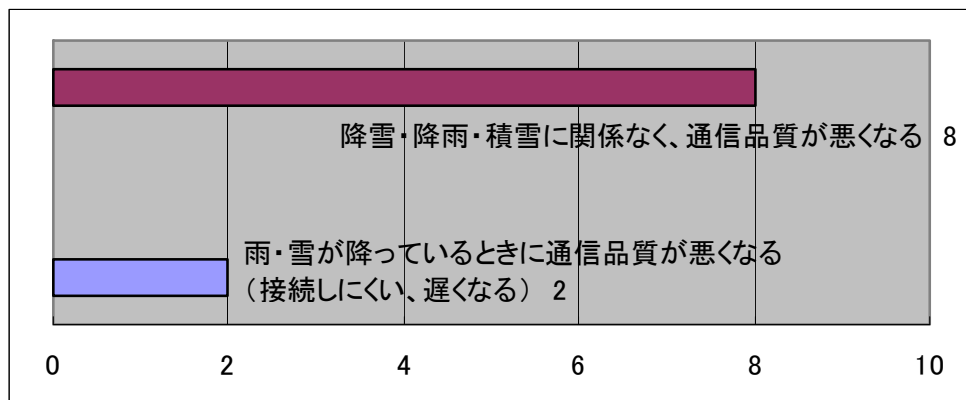 降雪・降雨・積雪に関係なく、通信品質が悪くなる 8
雨・雪が降っているときに通信品質が悪くなる
（接続しにくい、遅くなる） 2
0 2 4 6 8 10